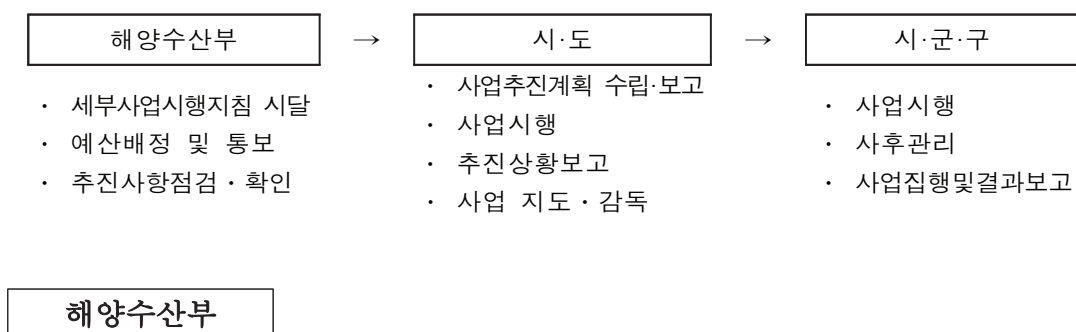 해양수산부 → 시·도 → 시·군·구
· 세부사업시행지침 시달
· 예산배정 및 통보
· 추진사항점검·확인
· 사업추진계획 수립·보고
· 사업시행
· 추진상황보고
· 사업 지도·감독
· 사업시행
· 사후관리
· 사업집행및결과보고
해양수산부